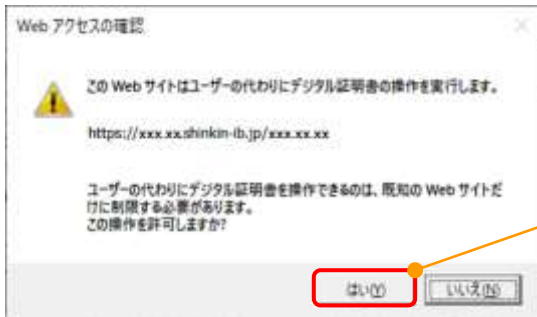 Web アクセスの確認
この Web サイトはユーザーの代わりにデジタル証明書の操作を実行します。
https://xxx.xx.shinkin-ib.jp/xxx.xx.xx
ユーザーの代わりにデジタル証明書を操作できるのは、既知の Web サイトだ
けに制限する必要があります。
この操作を許可しますか?
はい(Y)
いいえ(N)